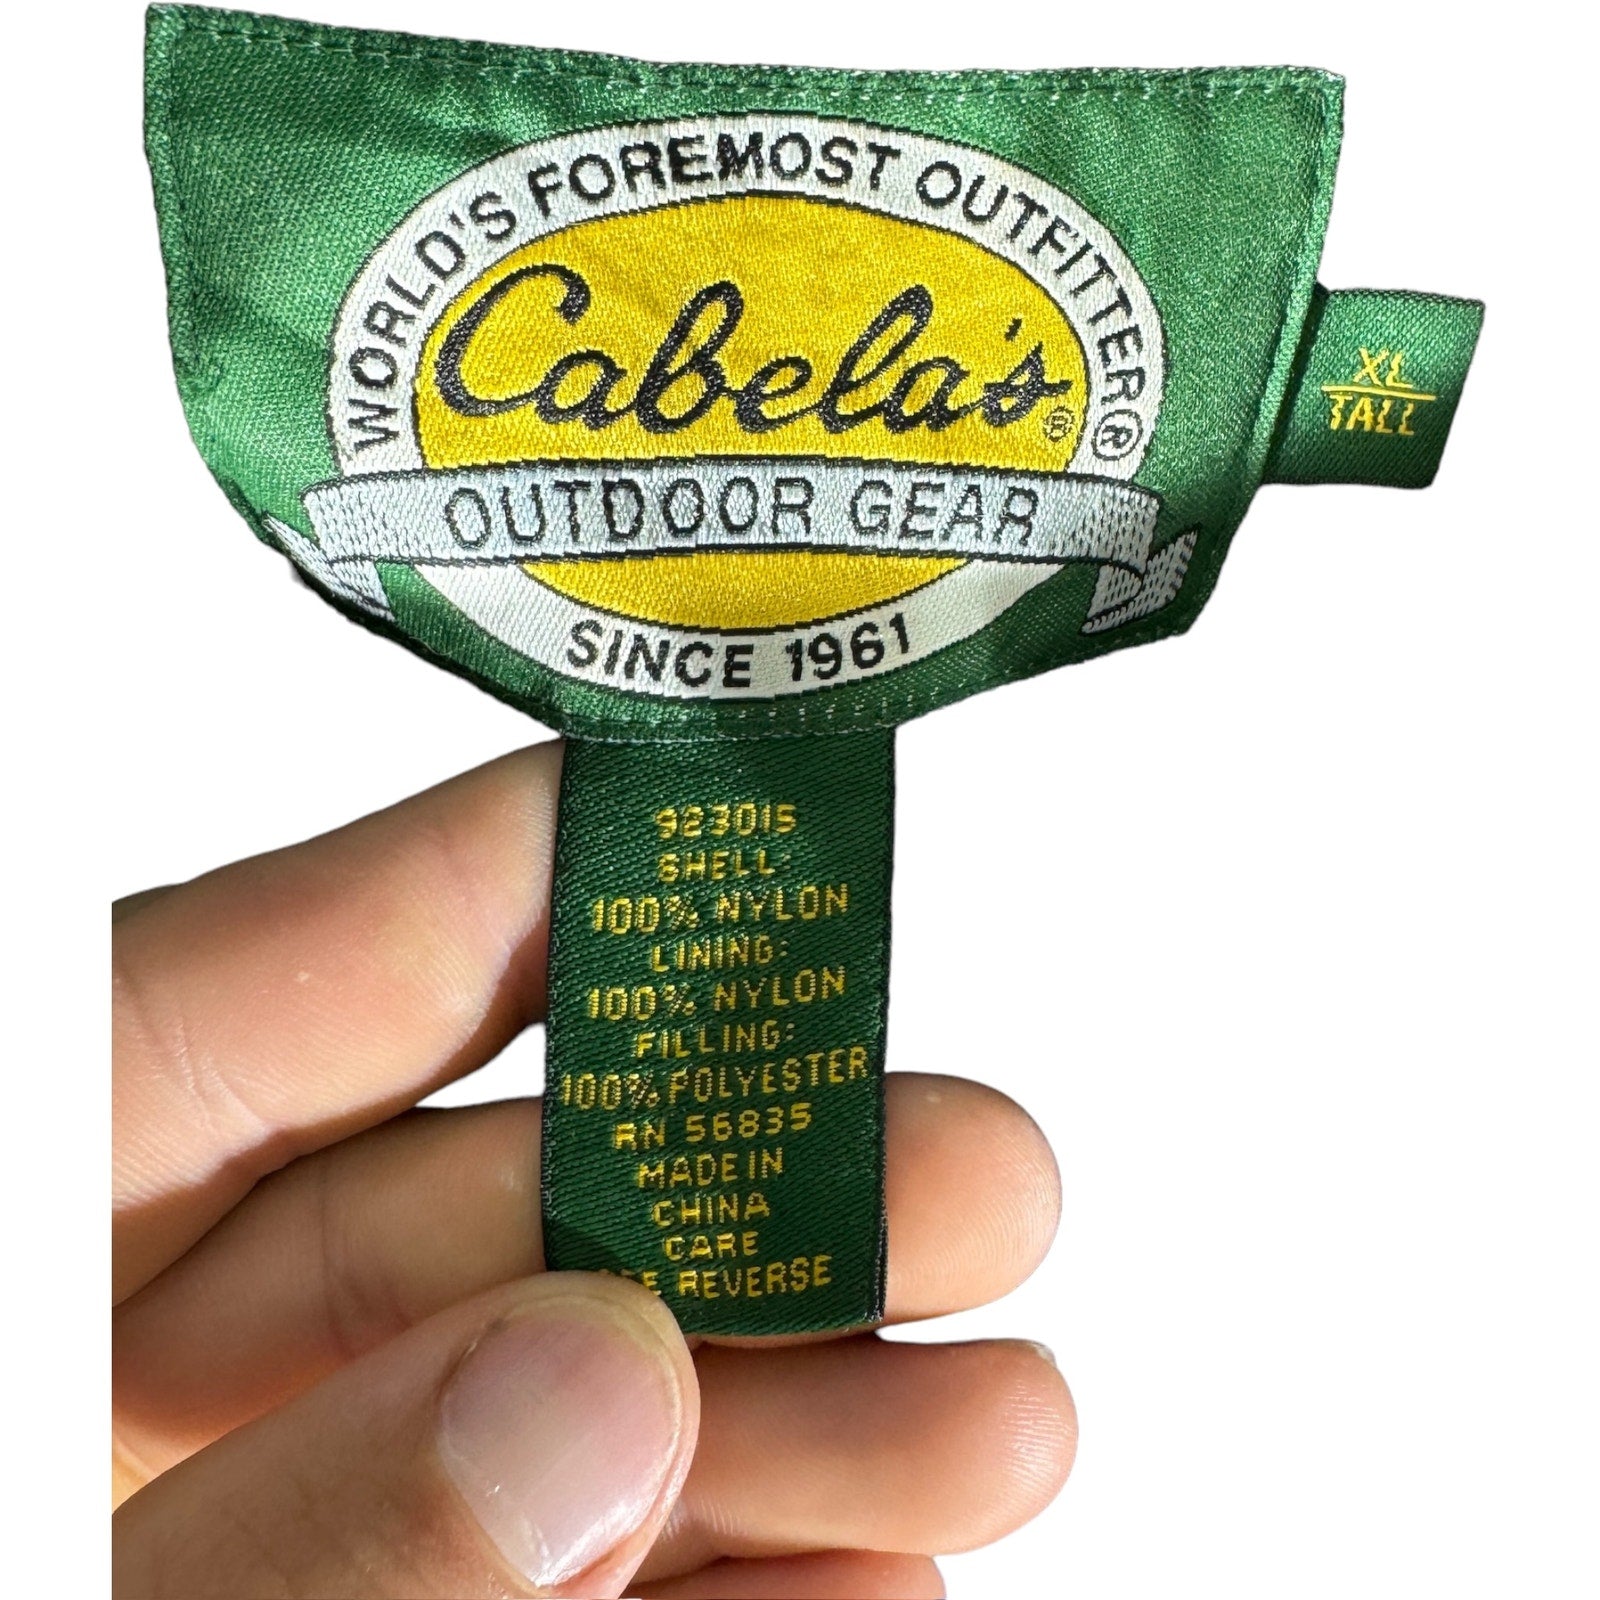 WORLD'S FOREMOST OUTFITTER®
Cabela's®
OUTDOOR GEAR
SINCE 1961
XL
TALL
923015
SHELL:
100% NYLON
LINING:
100% NYLON
FILLING:
100% POLYESTER
RN 56835
MADE IN
CHINA
CARE
REVERSE